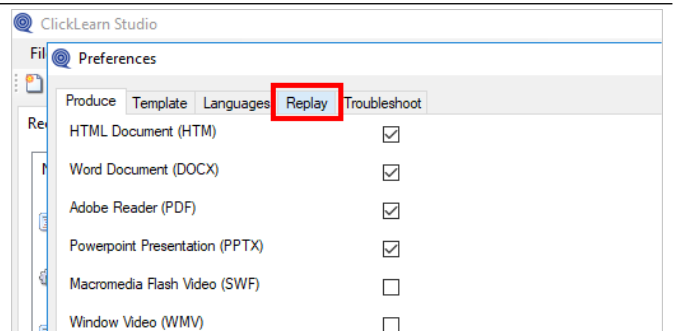 ClickLearn Studio
Fil
Preferences
Produce Template Languages Replay Troubleshoot
Re
HTML Document (HTM)
Word Document (DOCX)
Adobe Reader (PDF)
Powerpoint Presentation (PPTX)
Macromedia Flash Video (SWF)
Window Video (WMV)